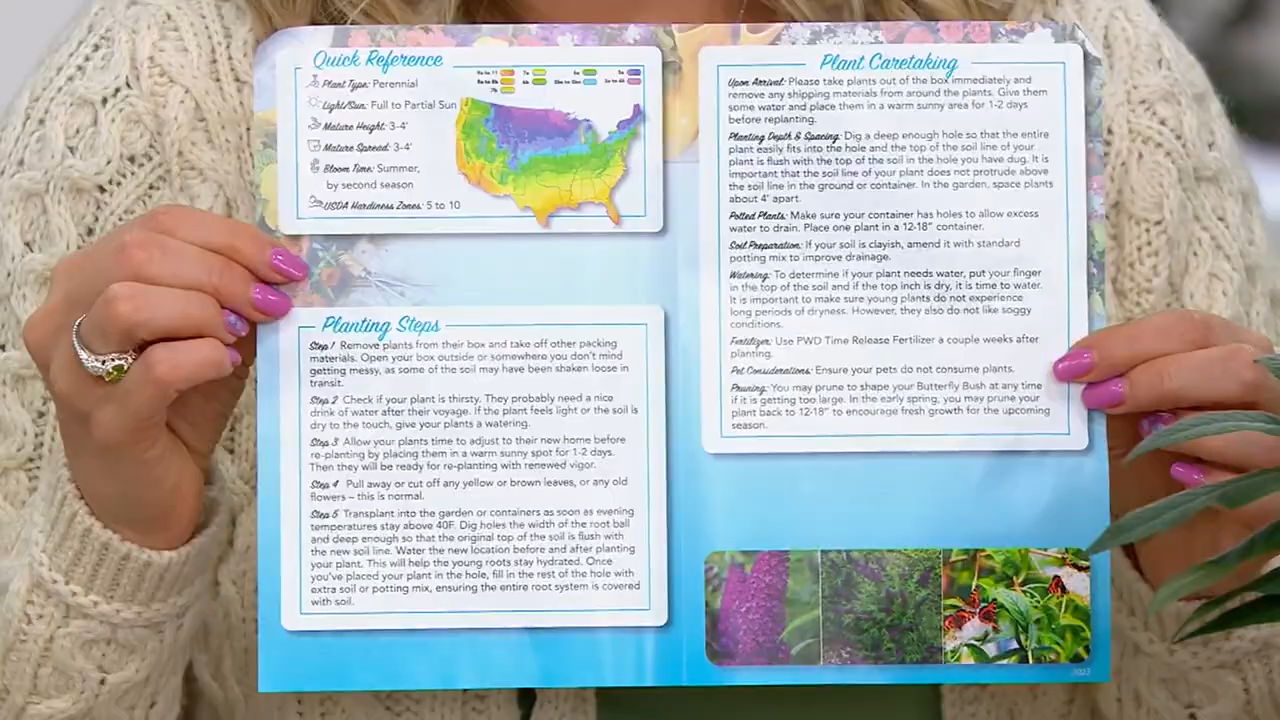 Quick Reference
Plant Type: Perennial
Light/Sun: Full to Partial Sun
Mature Height: 3-4'
Mature Spread: 3-4'
Bloom Time: Summer,
by second season
USDA Hardiness Zones: 5 to 10
Planting Steps
Step 1 Remove plants from their box and take off other packing
materials. Open your box outside or somewhere you don't mind
getting messy, as some of the soil may have been shaken loose in
transit.
Step 2 Check if your plant is thirsty. They probably need a nice
drink of water after their voyage. If the plant feels light or the soil is
dry to the touch, give your plants a watering.
Step 3 Allow your plants time to adjust to their new home before
re-planting by placing them in a warm sunny spot for 1-2 days.
Then they will be ready for re-planting with renewed vigor.
Step 4 Pull away or cut off any yellow or brown leaves, or any old
flowers – this is normal.
Step 5 Transplant into the garden or containers as soon as evening
temperatures stay above 40F. Dig holes the width of the root ball
and deep enough so that the original top of the soil is flush with
the new soil line. Water the new location before and after planting
your plant. This will help the young roots stay hydrated. Once
you've placed your plant in the hole, fill in the rest of the hole with
extra soil or potting mix, ensuring the entire root system is covered
with soil.
Plant Caretaking
Upon Arrival: Please take plants out of the box immediately and
remove any shipping materials from around the plants. Give them
some water and place them in a warm sunny area for 1-2 days
before replanting.
Planting Depth & Spacing: Dig a deep enough hole so that the entire
plant easily fits into the hole and the top of the soil line of your
plant is flush with the top of the soil in the hole you have dug. It is
important that the soil line of your plant does not protrude above
the soil line in the ground or container. In the garden, space plants
about 4' apart.
Potted Plants: Make sure your container has holes to allow excess
water to drain. Place one plant in a 12-18" container.
Soil Preparation: If your soil is clayish, amend it with standard
potting mix to improve drainage.
Watering: To determine if your plant needs water, put your finger
in the top of the soil and if the top inch is dry, it is time to water.
It is important to make sure young plants do not experience
long periods of dryness. However, they also do not like soggy
conditions.
Fertilizer: Use PWD Time Release Fertilizer a couple weeks after
planting.
Pet Considerations: Ensure your pets do not consume plants.
Pruning: You may prune to shape your Butterfly Bush at any time
if it is getting too large. In the early spring, you may prune your
plant back to 12-18" to encourage fresh growth for the upcoming
season.
2023